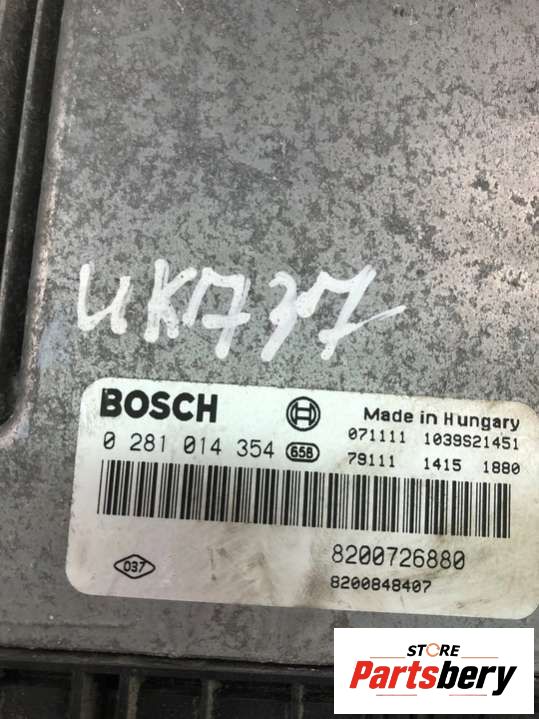 UK737
BOSCH
Made in Hungary
0 281 014 354 658
071111 1039S21451
79111 1415 1880
8200726880
037
8200848407
STORE
Partsbery